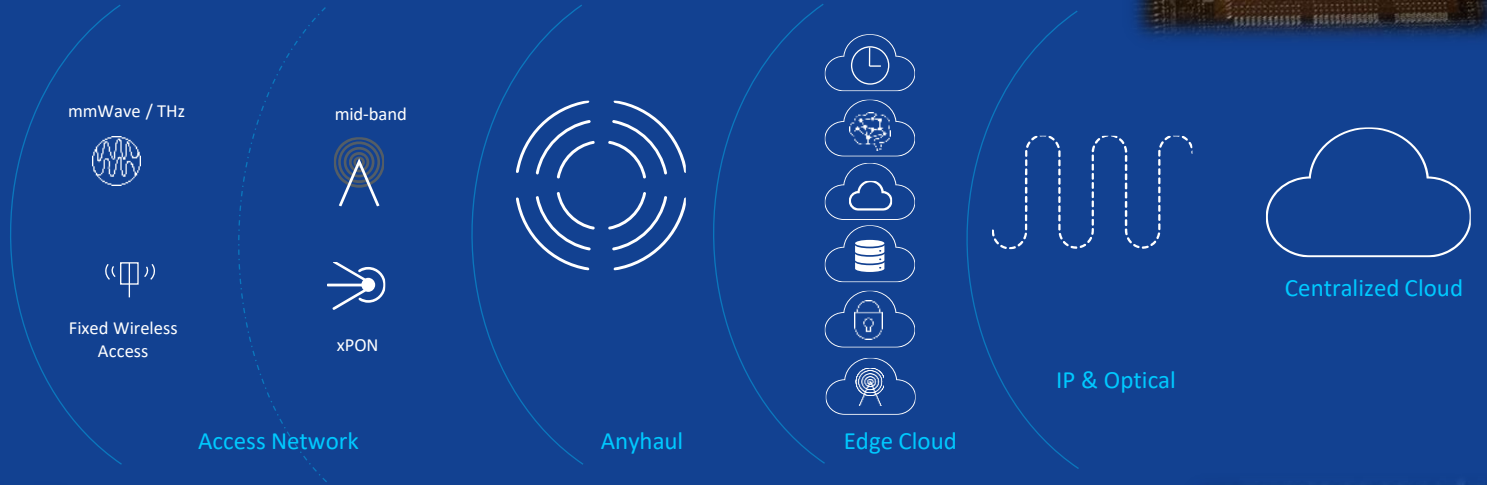 mmWave / THz
mid-band
Fixed Wireless
Access
xPON
Access Network
Anyhaul
Edge Cloud
IP & Optical
Centralized Cloud